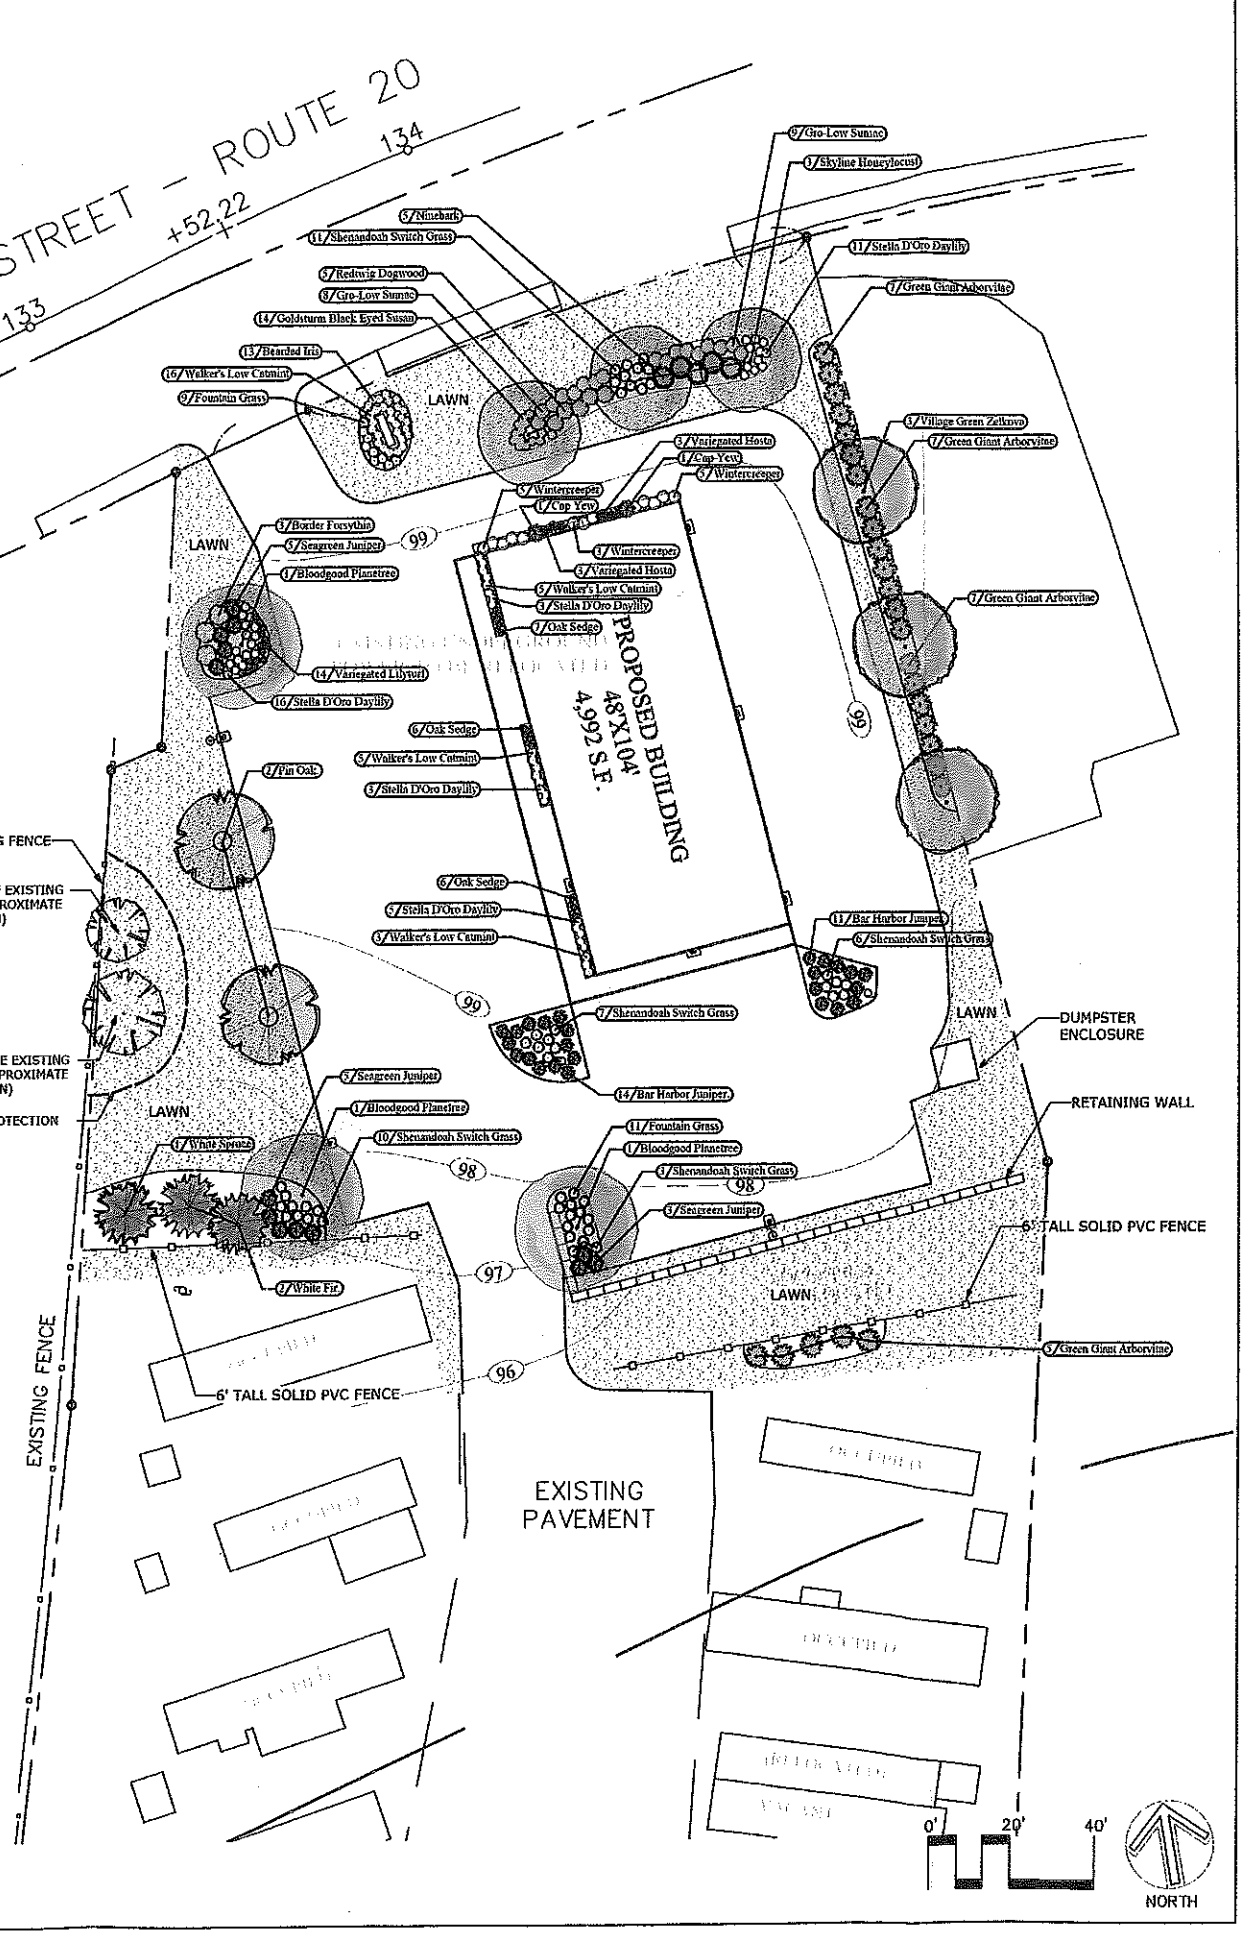 STREET - ROUTE 20
134
+52.22
133
9/Gro-Low Sumac
3/Skyline Honeylocust
5/Ninebark
11/Shenandoah Switch Grass
11/Stella D'Oro Daylily
5/Redtwig Dogwood
7/Green Giant Arborvitae
8/Gro-Low Sumac
14/Goldsturm Black Eyed Susan
13/Bearded Iris
16/Walker's Low Catmint
9/Fountain Grass
LAWN
3/Village Green Zelkova
7/Green Giant Arborvitae
3/Variegated Hosta
1/Cap Yew
5/Wintercreeper
5/Wintercreeper
1/Cap Yew
3/Border Forsythia
LAWN
5/Seagreen Juniper
99
3/Wintercreeper
3/Variegated Hosta
1/Bloodgood Planetree
5/Walker's Low Catmint
3/Stella D'Oro Daylily
7/Green Giant Arborvitae
7/Oak Sedge
14/Variegated Lilyturf
16/Stella D'Oro Daylily
PROPOSED BUILDING
48'X104'
4,992 S.F.
99
6/Oak Sedge
5/Walker's Low Catmint
2/Pin Oak
3/Stella D'Oro Daylily
FENCE
EXISTING
6/Oak Sedge
5/Stella D'Oro Daylily
3/Walker's Low Catmint
11/Bar Harbor Juniper
6/Shenandoah Switch Grass
99
7/Shenandoah Switch Grass
LAWN
DUMPSTER
ENCLOSURE
EXISTING
5/Seagreen Juniper
14/Bar Harbor Juniper
RETAINING WALL
LAWN
1/Bloodgood Planetree
10/Shenandoah Switch Grass
11/Fountain Grass
1/Bloodgood Planetree
1/White Spruce
98
3/Shenandoah Switch Grass
98
3/Seagreen Juniper
6' TALL SOLID PVC FENCE
97
2/White Fir
LAWN
5/Green Giant Arborvitae
OCCUPIED
96
6' TALL SOLID PVC FENCE
EXISTING FENCE
EXISTING
PAVEMENT
OCCUPIED
OCCUPIED
OCCUPIED
OCCUPIED
VACANT
0'
20'
40'
NORTH